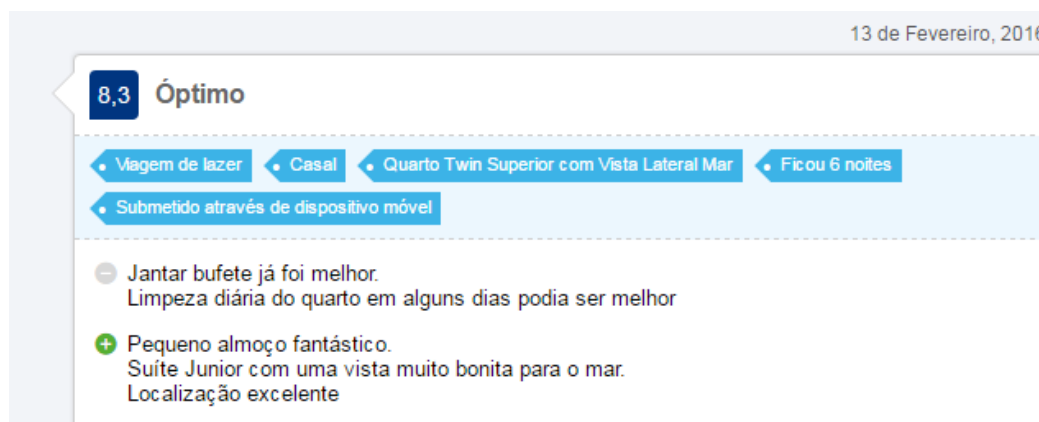 13 de Fevereiro, 2016
8,3 Óptimo
Viagem de lazer Casal Quarto Twin Superior com Vista Lateral Mar Ficou 6 noites
Submetido através de dispositivo móvel
Jantar bufete já foi melhor.
Limpeza diária do quarto em alguns dias podia ser melhor
Pequeno almoço fantástico.
Suíte Junior com uma vista muito bonita para o mar.
Localização excelente